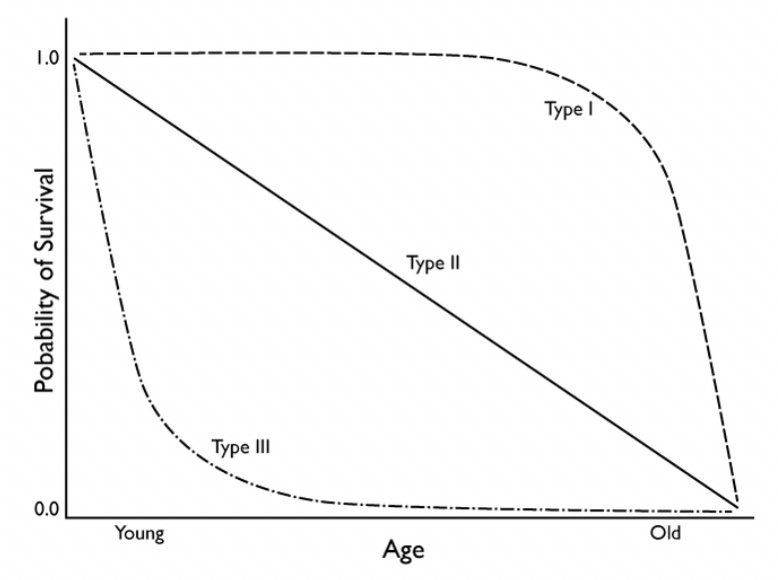 1.0
Type I
Pobability of Survival
Type II
Type III
0.0
Young
Old
Age